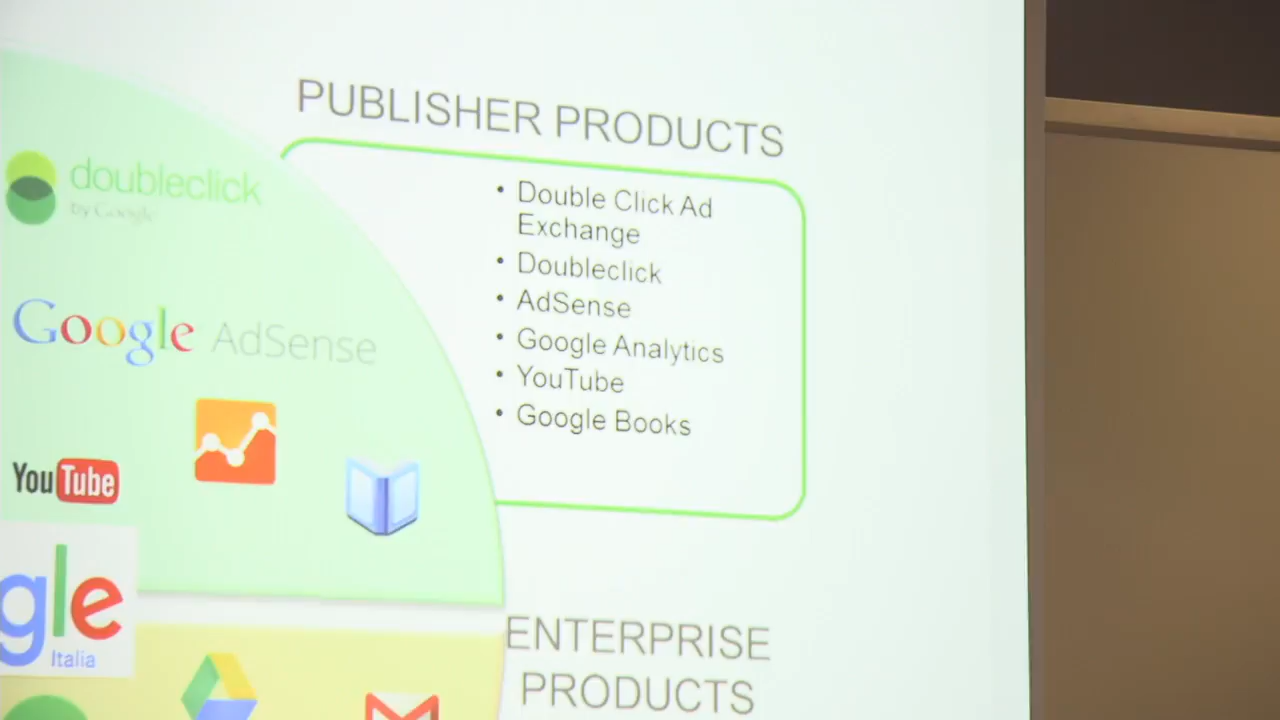 PUBLISHER PRODUCTS
doubleclick
by Google
Google AdSense
YouTube
gle
Italia
• Double Click Ad
Exchange
• Doubleclick
• AdSense
• Google Analytics
• YouTube
• Google Books
ENTERPRISE
PRODUCTS